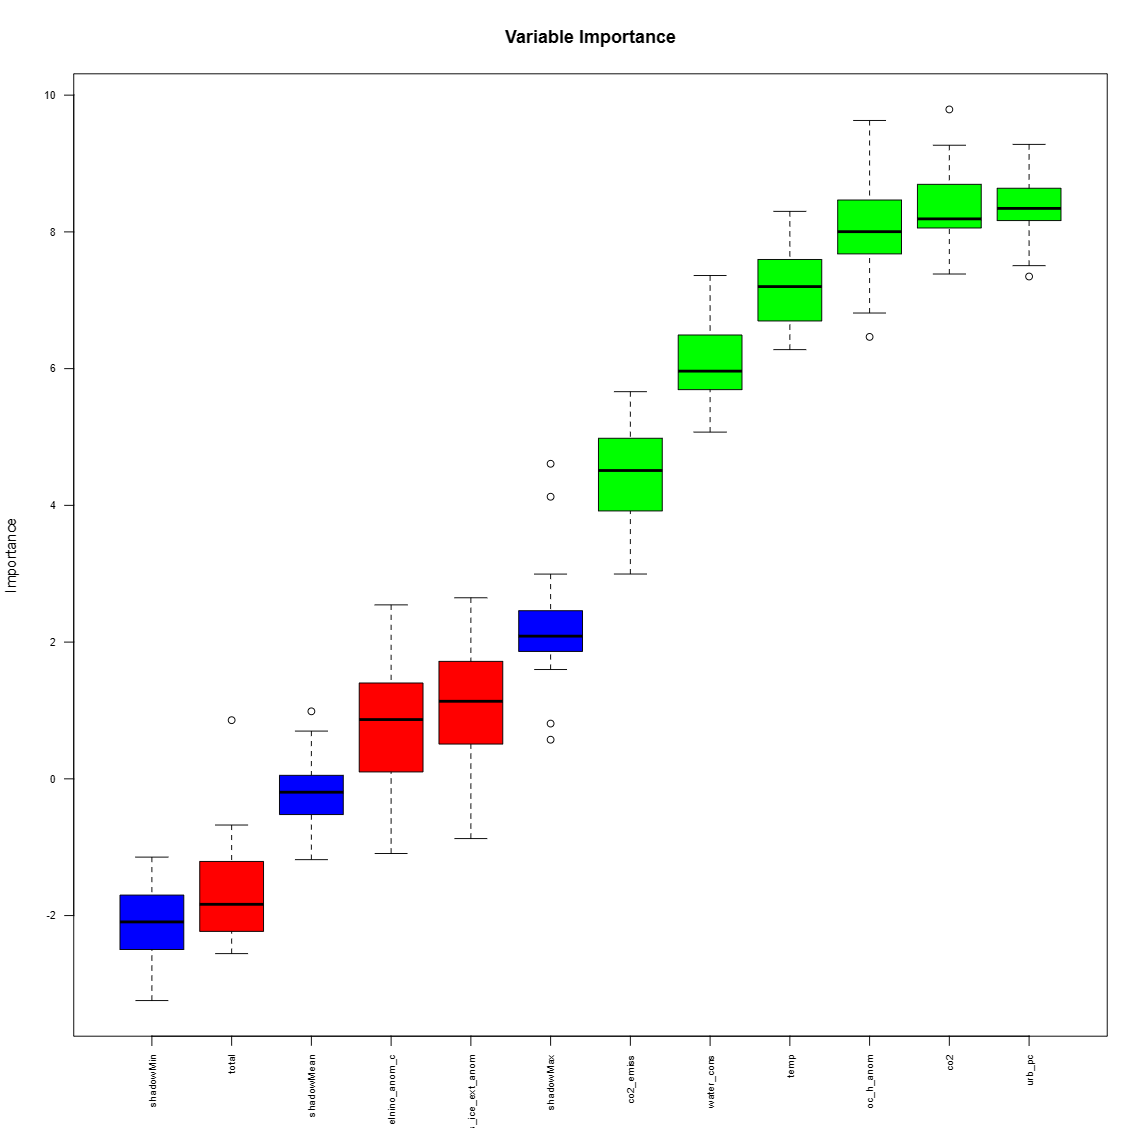 Variable Importance
Importance
10
8
6
4
2
0
-2
shadowMin
total
shadowMean
elnino_anom_c
_ice_ext_anom
shadowMax
co2_emiss
water_cons
temp
oc_h_anom
co2
urb_pc